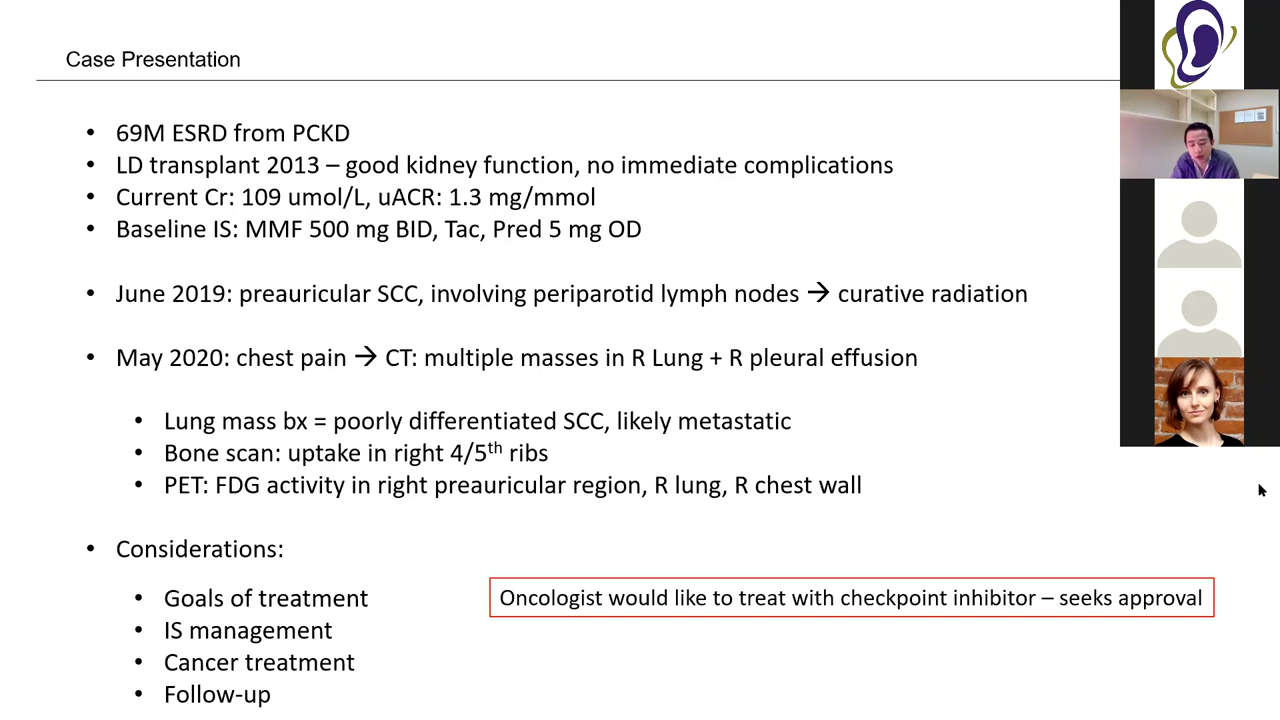 Case Presentation
• 69M ESRD from PCKD
• LD transplant 2013 – good kidney function, no immediate complications
• Current Cr: 109 umol/L, uACR: 1.3 mg/mmol
• Baseline IS: MMF 500 mg BID, Tac, Pred 5 mg OD
• June 2019: preauricular SCC, involving periparotid lymph nodes → curative radiation
• May 2020: chest pain → CT: multiple masses in R Lung + R pleural effusion
• Lung mass bx = poorly differentiated SCC, likely metastatic
• Bone scan: uptake in right 4/5th ribs
• PET: FDG activity in right preauricular region, R lung, R chest wall
• Considerations:
• Goals of treatment
• IS management
• Cancer treatment
• Follow-up
Oncologist would like to treat with checkpoint inhibitor – seeks approval